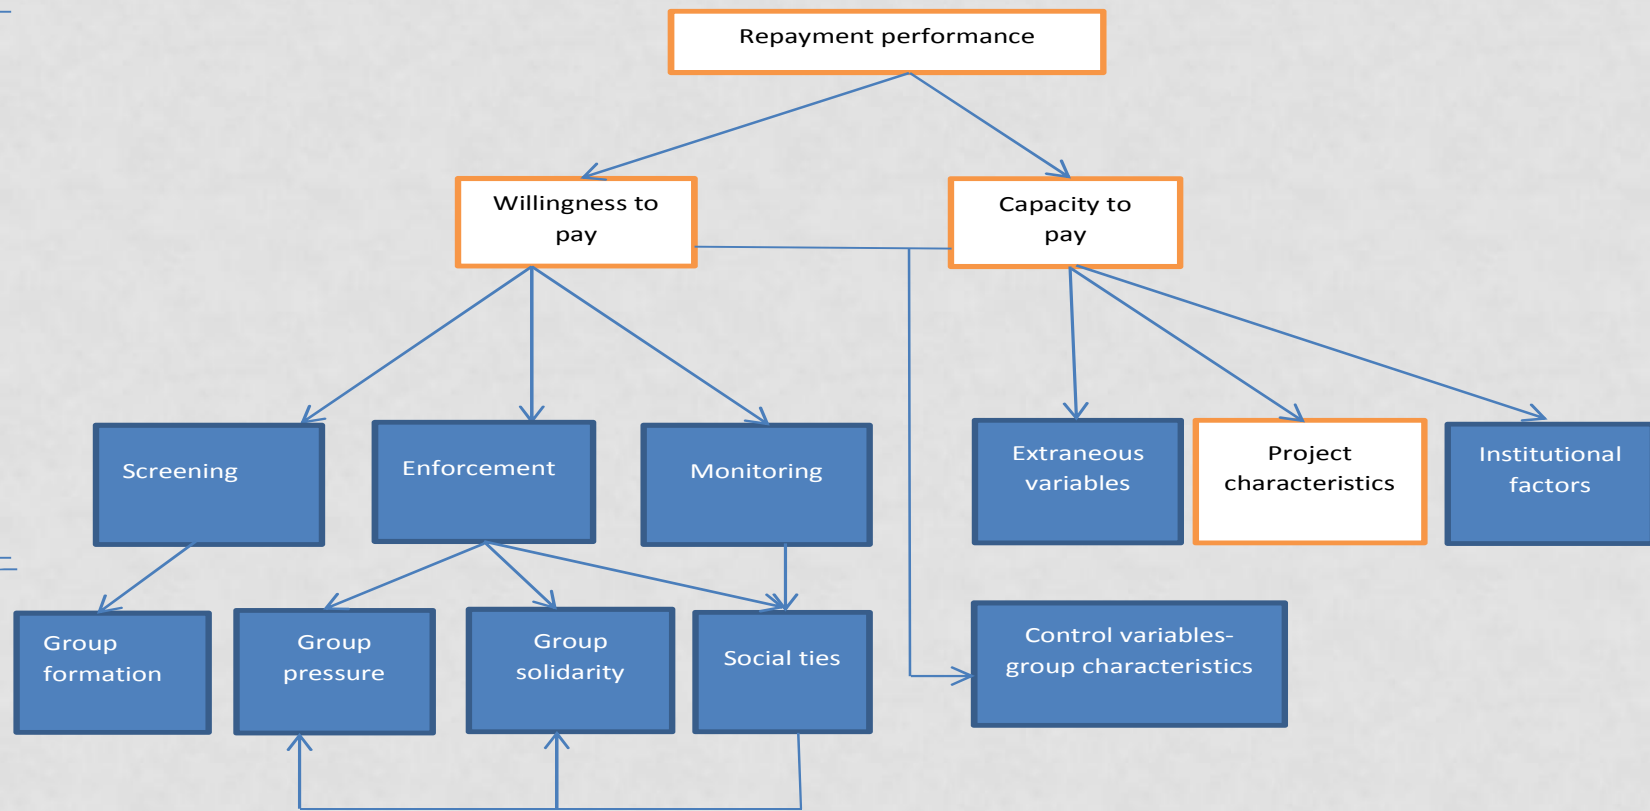 Repayment performance
Willingness to
pay
Capacity to
pay
Screening
Enforcement
Monitoring
Extraneous
variables
Project
characteristics
Institutional
factors
Group
formation
Group
pressure
Group
solidarity
Social ties
Control variables-
group characteristics